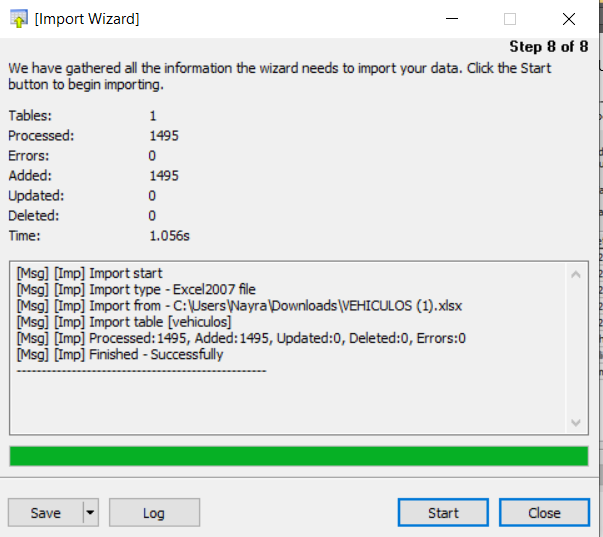 [Import Wizard]
Step 8 of 8
We have gathered all the information the wizard needs to import your data. Click the Start
button to begin importing.
Tables: 1
Processed: 1495
Errors: 0
Added: 1495
Updated: 0
Deleted: 0
Time: 1.056s
[Msg] [Imp] Import start
[Msg] [Imp] Import type - Excel2007 file
[Msg] [Imp] Import from - C:\Users\Nayra\Downloads\VEHICULOS (1).xlsx
[Msg] [Imp] Import table [vehiculos]
[Msg] [Imp] Processed:1495, Added:1495, Updated:0, Deleted:0, Errors:0
[Msg] [Imp] Finished - Successfully
--------------------------------------------------
Save Log Start Close